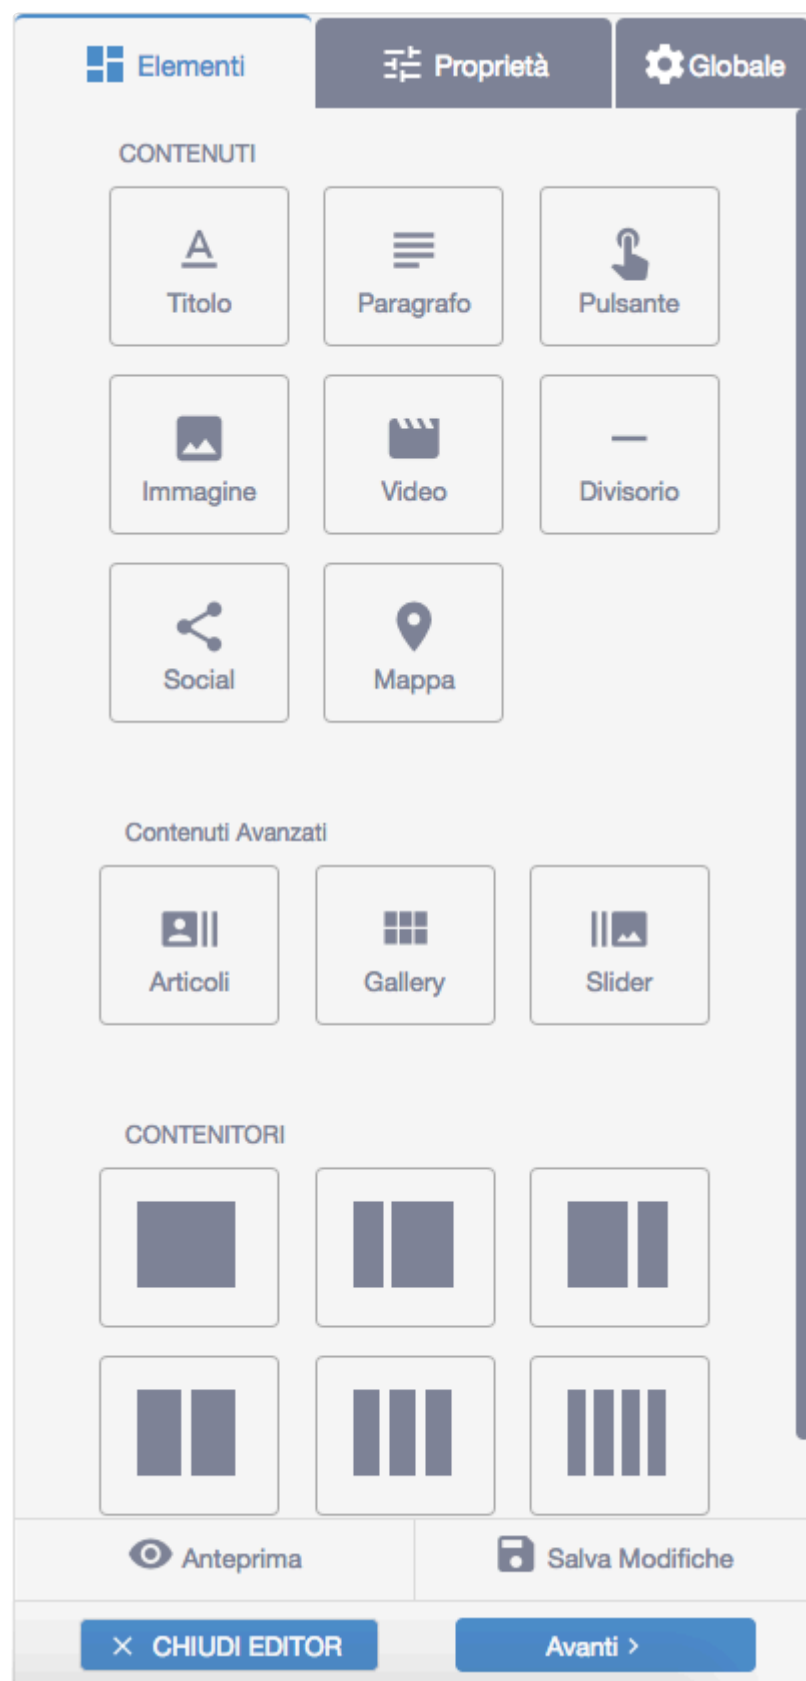 Elementi Proprietà Globale
CONTENUTI
Titolo Paragrafo Pulsante
Immagine Video Divisorio
Social Mappa
Contenuti Avanzati
Articoli Gallery Slider
CONTENITORI
Anteprima Salva Modifiche
× CHIUDI EDITOR Avanti >